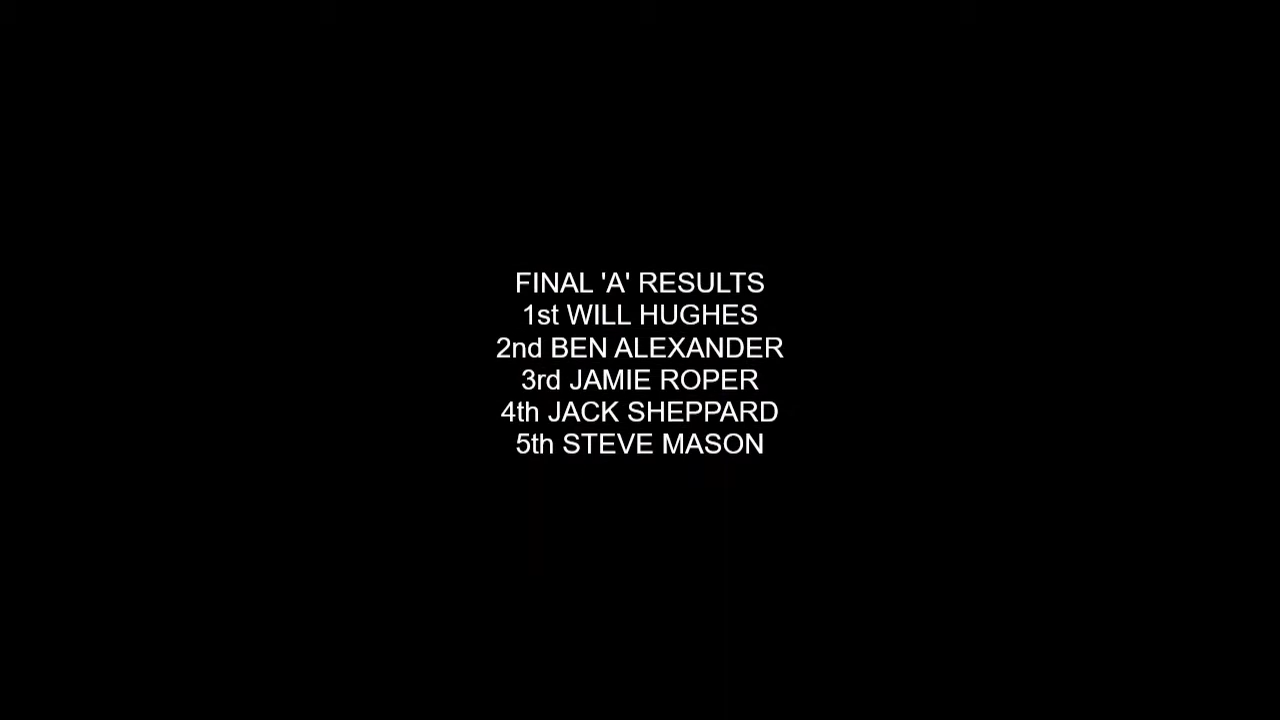 FINAL 'A' RESULTS
1st WILL HUGHES
2nd BEN ALEXANDER
3rd JAMIE ROPER
4th JACK SHEPPARD
5th STEVE MASON